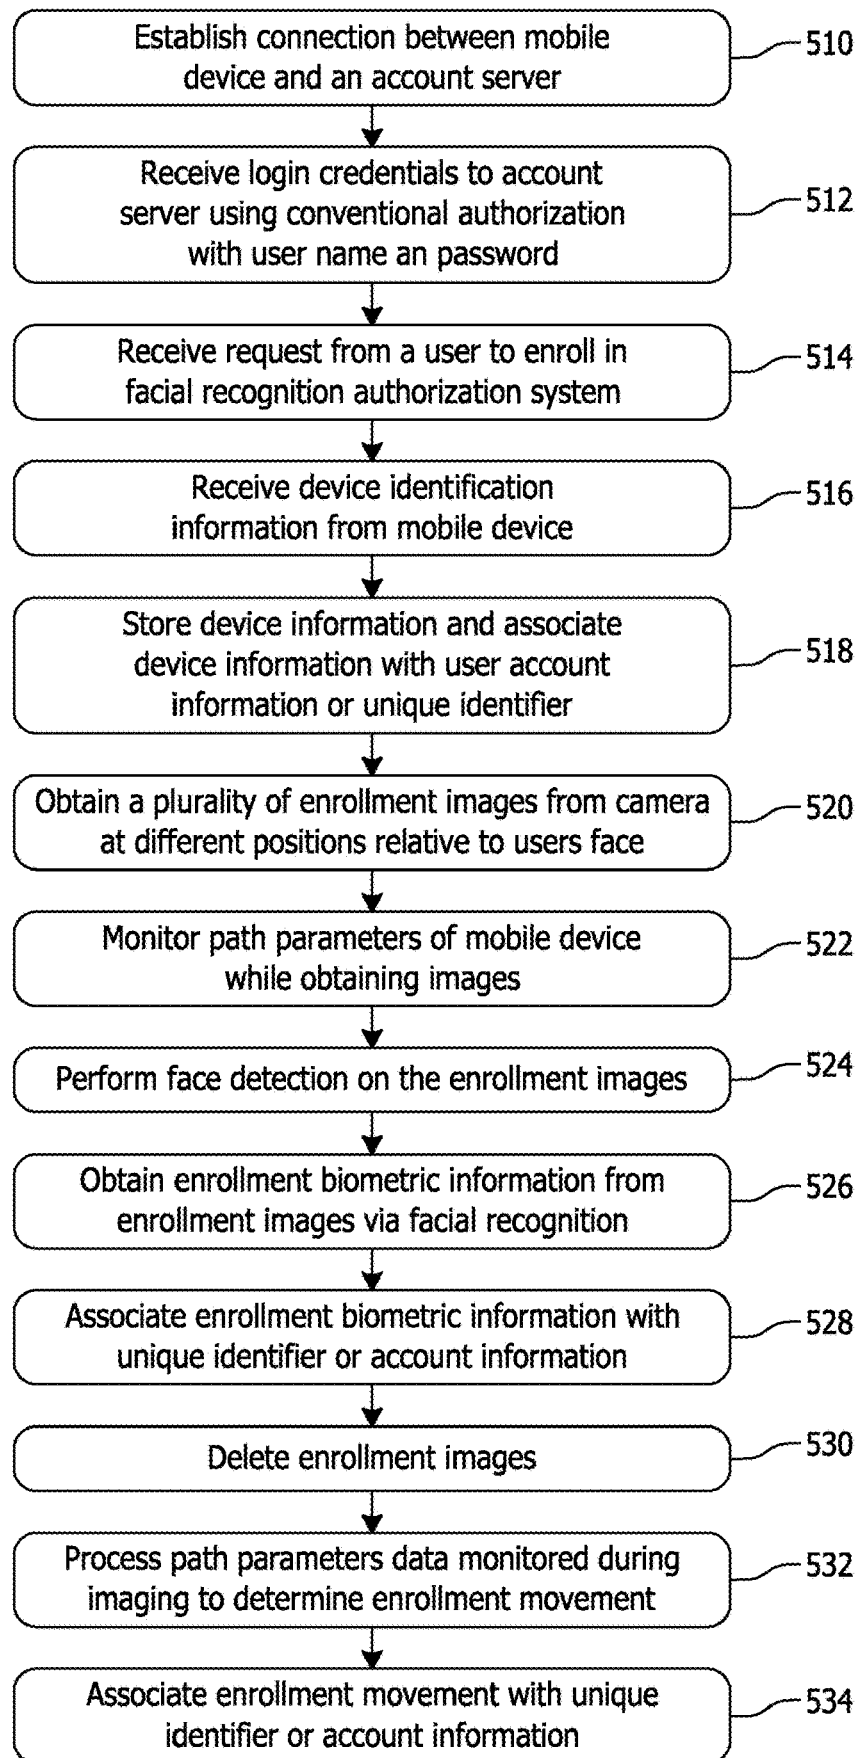 Establish connection between mobile
device and an account server
510
Receive login credentials to account
server using conventional authorization
with user name an password
512
Receive request from a user to enroll in
facial recognition authorization system
514
Receive device identification
information from mobile device
516
Store device information and associate
device information with user account
information or unique identifier
518
Obtain a plurality of enrollment images from camera
at different positions relative to users face
520
Monitor path parameters of mobile device
while obtaining images
522
Perform face detection on the enrollment images
524
Obtain enrollment biometric information from
enrollment images via facial recognition
526
Associate enrollment biometric information with
unique identifier or account information
528
Delete enrollment images
530
Process path parameters data monitored during
imaging to determine enrollment movement
532
Associate enrollment movement with unique
identifier or account information
534